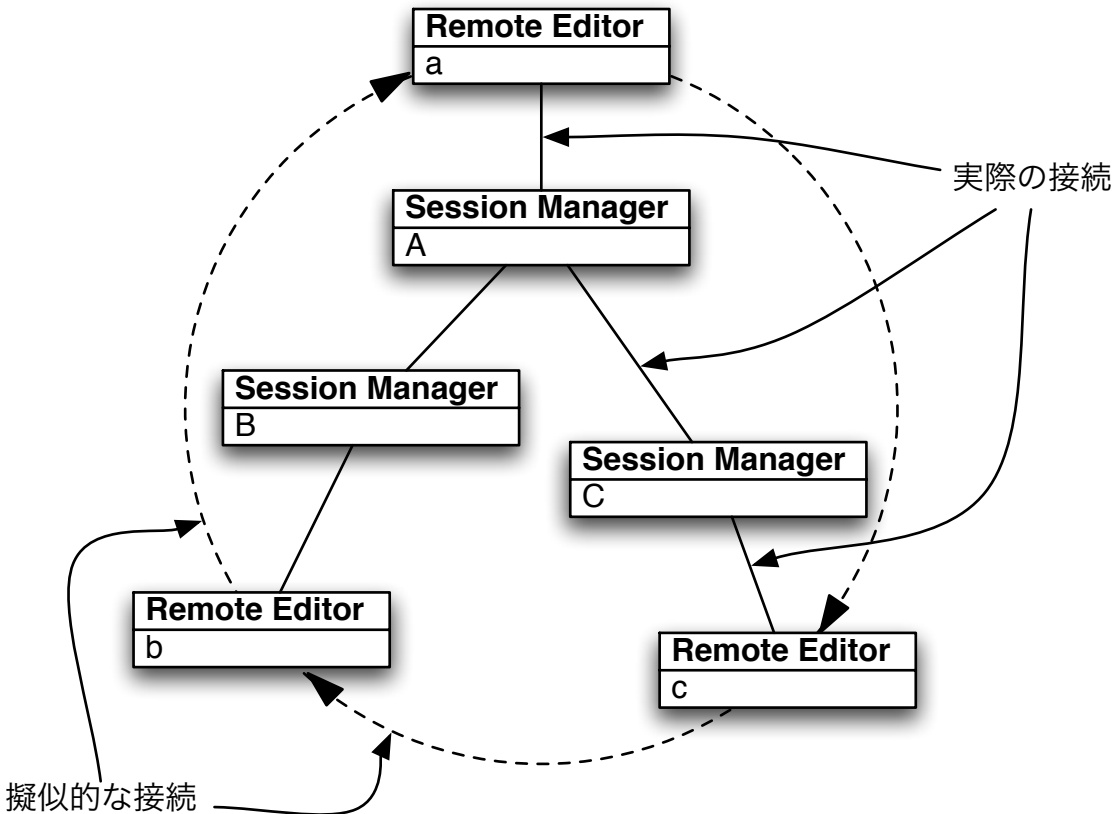 Remote Editor
a
実際の接続
Session Manager
A
Session Manager
B
Session Manager
C
Remote Editor
b
Remote Editor
c
擬似的な接続